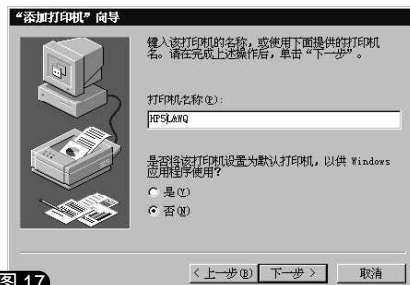 “添加打印机”向导
键入该打印机的名称，或使用下面提供的打印机
名。请在完成上述操作后，单击“下一步”。
打印机名称(P):
HP5LAWQ
是否将该打印机设置为默认打印机，以供 Windows
应用程序使用？
是(Y)
否(N)
< 上一步(B) 下一步 > 取消
图 17